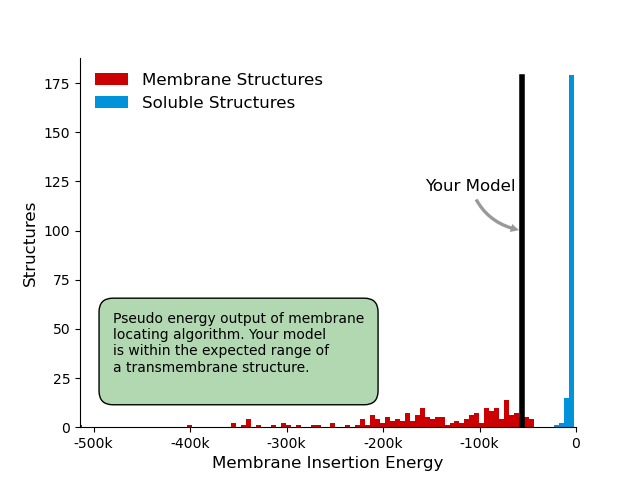 Membrane Structures
Soluble Structures
175
150
125
100
75
50
25
0
Structures
Your Model
Pseudo energy output of membrane
locating algorithm. Your model
is within the expected range of
a transmembrane structure.
-500k
-400k
-300k
-200k
-100k
0
Membrane Insertion Energy